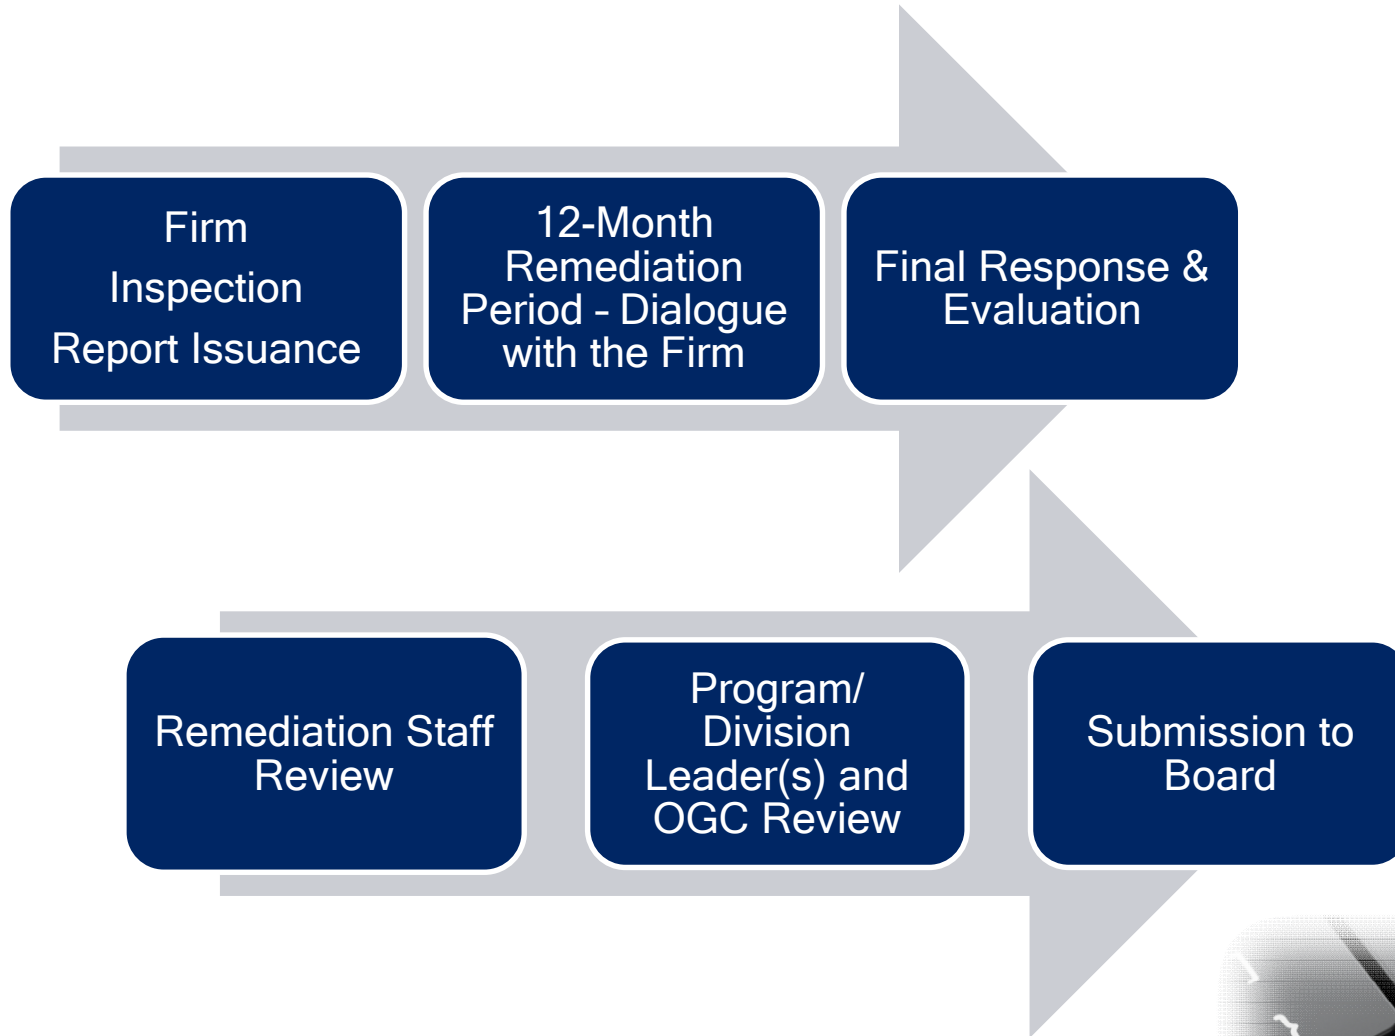 Firm
Inspection
Report Issuance
12-Month
Remediation
Period – Dialogue
with the Firm
Final Response &
Evaluation
Remediation Staff
Review
Program/
Division
Leader(s) and
OGC Review
Submission to
Board